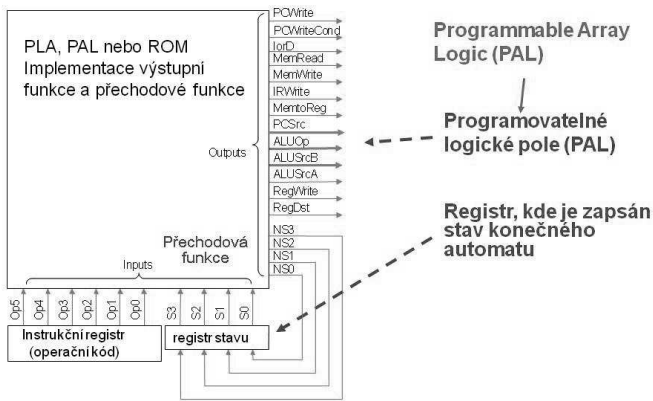 PLA, PAL nebo ROM
Implementace výstupní
funkce a přechodové funkce
Outputs
PCWrite
PCWriteCond
IorD
MemRead
MemWrite
IRWrite
MemtoReg
PCSrc
ALUOp
ALUSrcB
ALUSrcA
RegWrite
RegDst
NS3
NS2
NS1
NS0
Přechodová
funkce
Inputs
Op5
Op4
Op3
Op2
Op1
Op0
S3
S2
S1
S0
Instrukční registr
(operační kód)
registr stavu
Programmable Array
Logic (PAL)
Programovatelné
logické pole (PAL)
Registr, kde je zapsán
stav konečného
automatu